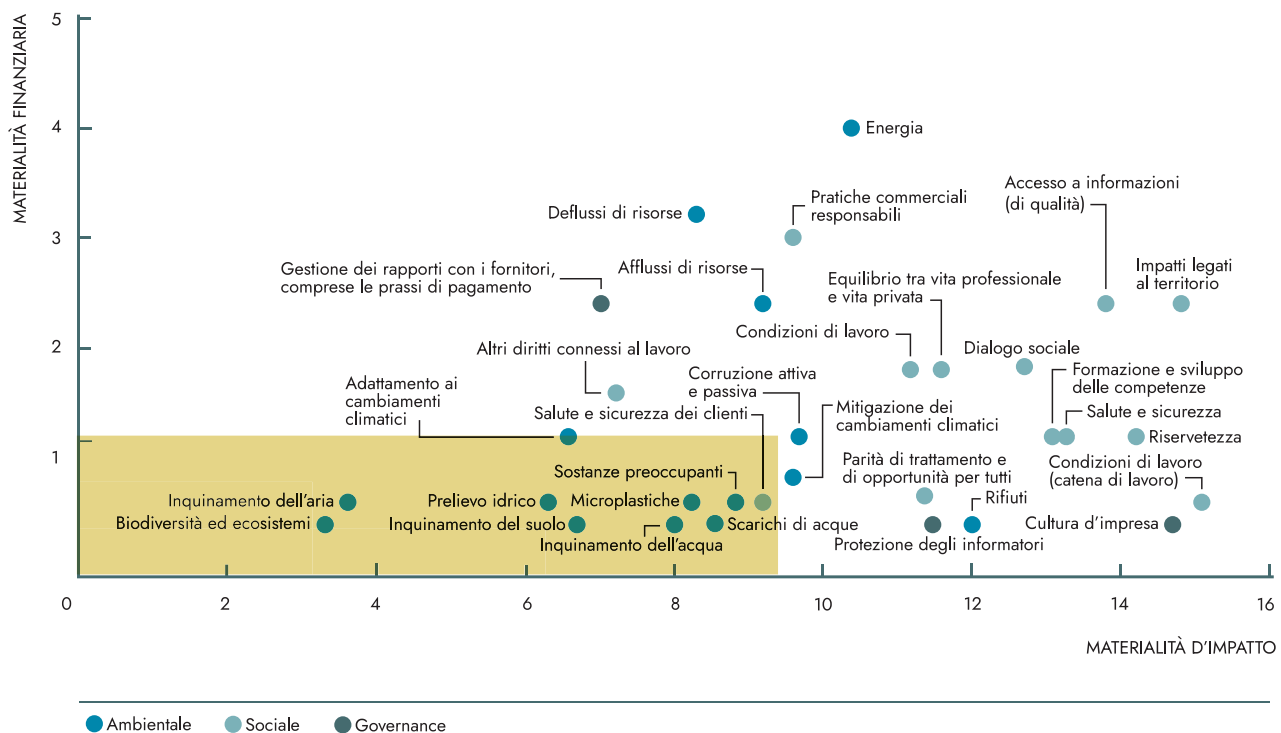 MATERIALITÀ FINANZIARIA
5
4
3
2
1
Energia
Accesso a informazioni
(di qualità)
Pratiche commerciali
responsabili
Deflussi di risorse
Gestione dei rapporti con i fornitori,
comprese le prassi di pagamento
Afflussi di risorse
Equilibrio tra vita professionale
e vita privata
Impatti legati
al territorio
Condizioni di lavoro
Altri diritti connessi al lavoro
Dialogo sociale
Adattamento ai
cambiamenti
climatici
Corruzione attiva
e passiva
Formazione e sviluppo
delle competenze
Salute e sicurezza dei clienti
Mitigazione dei
cambiamenti climatici
Salute e sicurezza
Riservetezza
Sostanze preoccupanti
Parità di trattamento e
di opportunità per tutti
Condizioni di lavoro
(catena di lavoro)
Inquinamento dell'aria
Prelievo idrico
Microplastiche
Rifiuti
Biodiversità ed ecosistemi
Inquinamento del suolo
Scarichi di acque
Cultura d'impresa
Inquinamento dell'acqua
Protezione degli informatori
0
2
4
6
8
10
12
14
16
MATERIALITÀ D'IMPATTO
Ambientale
Sociale
Governance